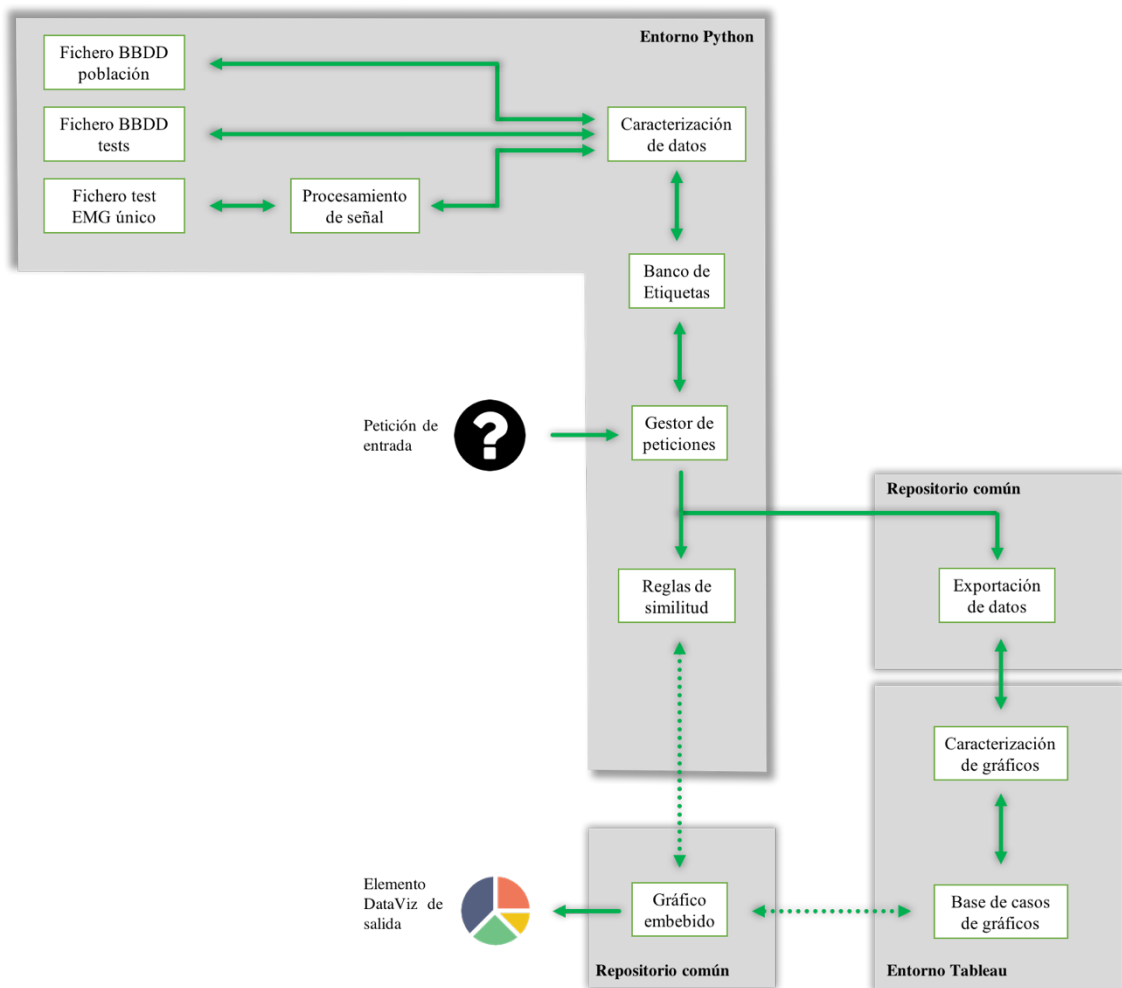 Entorno Python
Fichero BBDD
población
Fichero BBDD
tests
Caracterización
de datos
Fichero test
EMG único
Procesamiento
de señal
Banco de
Etiquetas
Petición de
entrada
?
Gestor de
peticiones
Repositorio común
Reglas de
similitud
Exportación
de datos
Caracterización
de gráficos
Elemento
DataViz de
salida
Gráfico
embebido
Base de casos
de gráficos
Repositorio común
Entorno Tableau